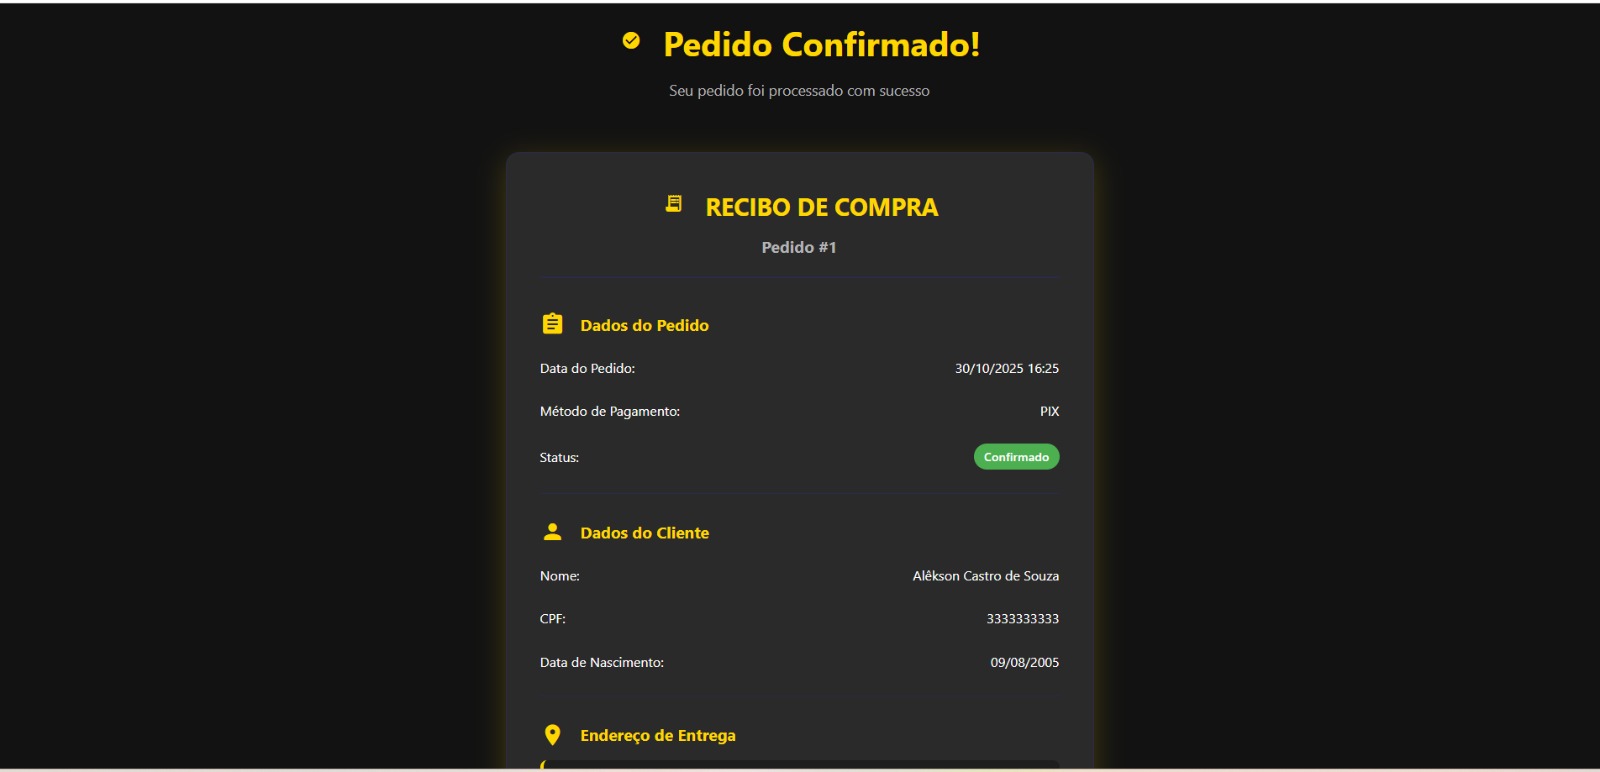 Pedido Confirmado!
Seu pedido foi processado com sucesso
RECIBO DE COMPRA
Pedido #1
Dados do Pedido
Data do Pedido: 30/10/2025 16:25
Método de Pagamento: PIX
Status: Confirmado
Dados do Cliente
Nome: Alêkson Castro de Souza
CPF: 3333333333
Data de Nascimento: 09/08/2005
Endereço de Entrega